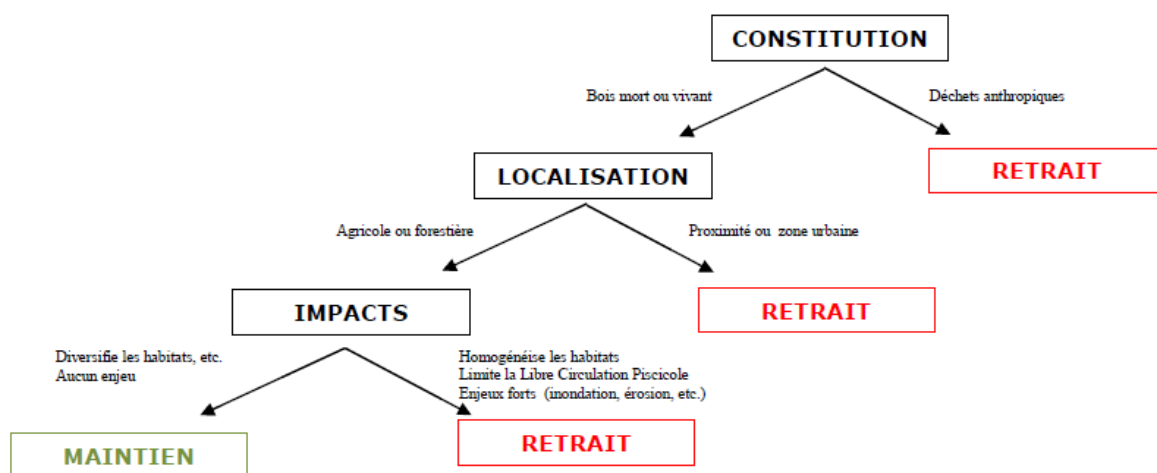 CONSTITUTION
Bois mort ou vivant
Déchets anthropiques
RETRAIT
LOCALISATION
Agricole ou forestière
Proximité ou zone urbaine
RETRAIT
IMPACTS
Diversifie les habitats, etc.
Aucun enjeu
Homogénéise les habitats
Limite la Libre Circulation Piscicole
Enjeux forts (inondation, érosion, etc.)
RETRAIT
MAINTIEN